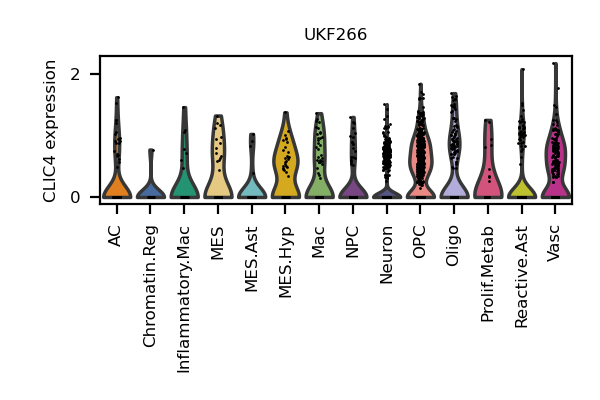 UKF266
CLIC4 expression
2
0
AC
Chromatin.Reg
Inflammatory.Mac
MES
MES.Ast
MES.Hyp
Mac
NPC
Neuron
OPC
Oligo
Prolif.Metab
Reactive.Ast
Vasc